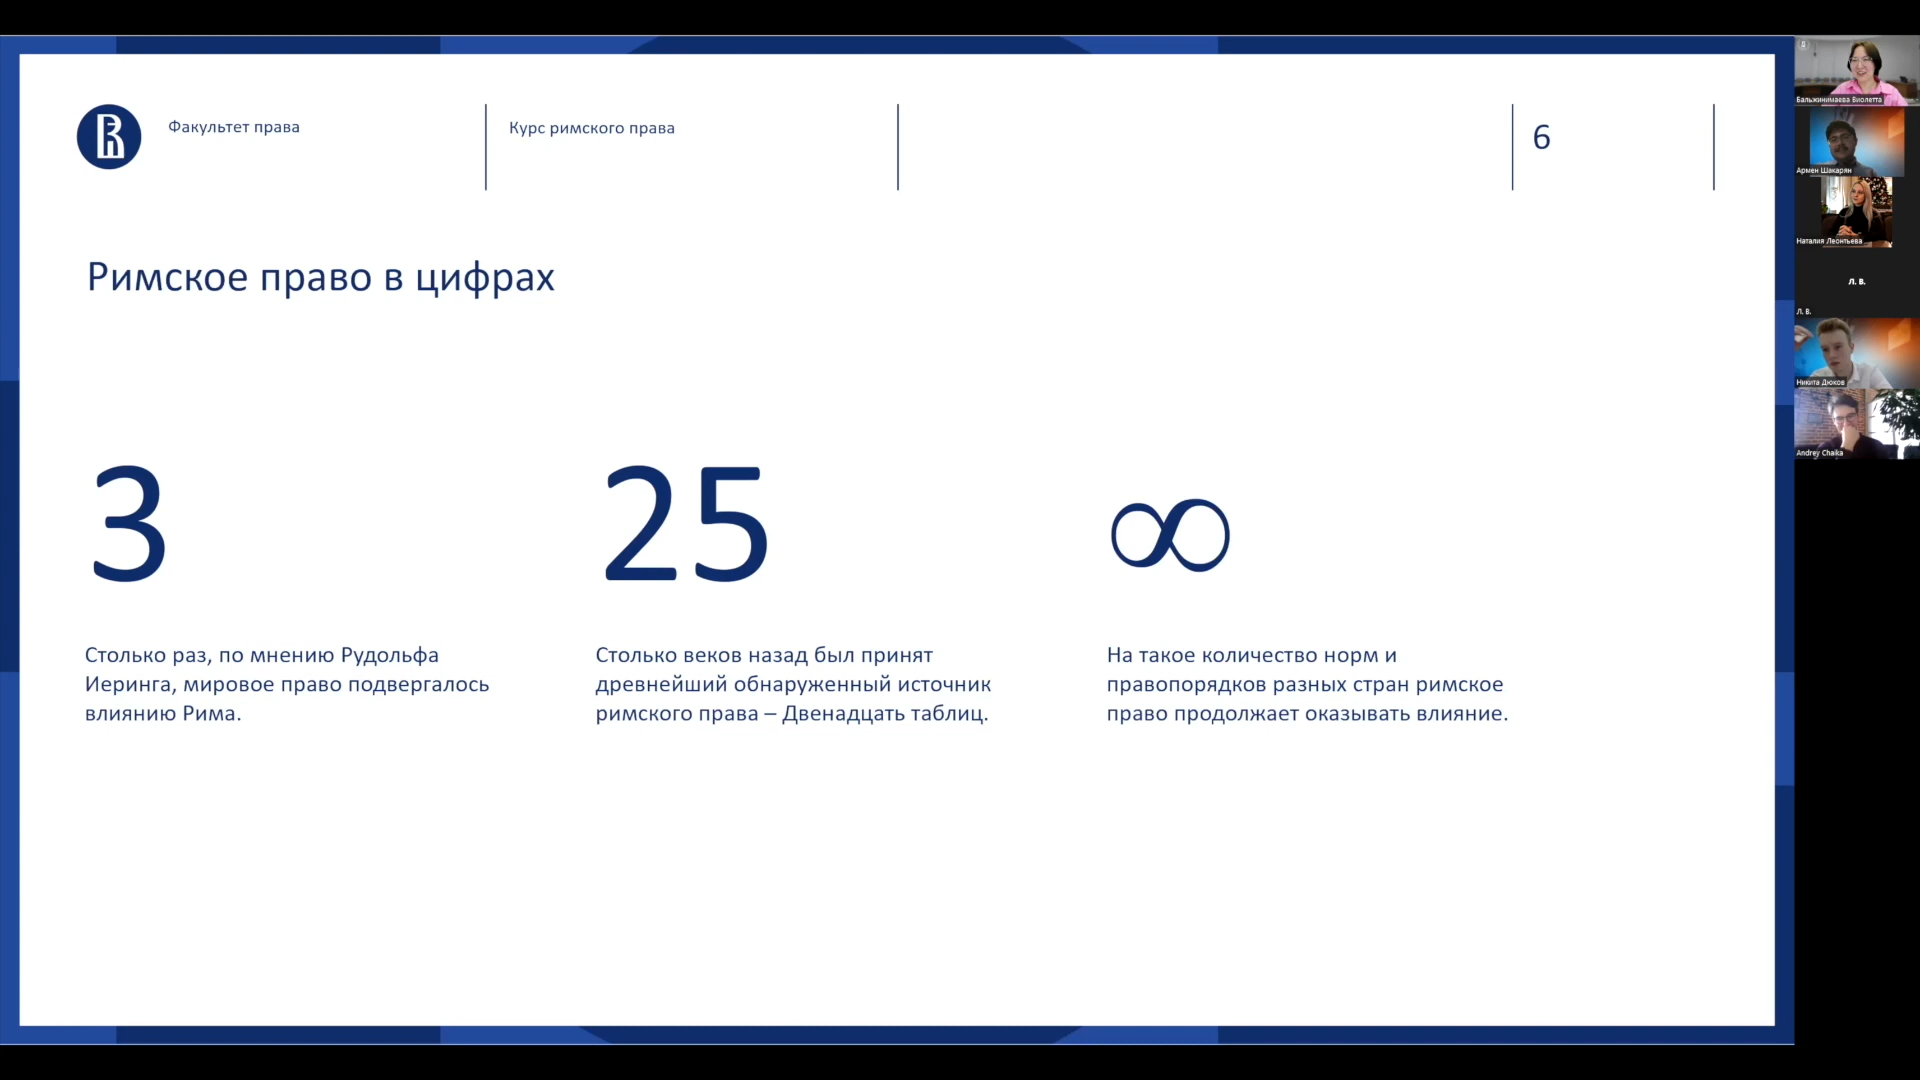 Факультет права
Курс римского права
6
Римское право в цифрах
3
Столько раз, по мнению Рудольфа
Иеринга, мировое право подвергалось
влиянию Рима.
25
Столько веков назад был принят
древнейший обнаруженный источник
римского права – Двенадцать таблиц.
∞
На такое количество норм и
правопорядков разных стран римское
право продолжает оказывать влияние.
Бальжинимаева Виолетта
Армен Шакарян
Наталия Леонтьева
Л. В.
Л. В.
Никита Дюков
Andrey Chaika